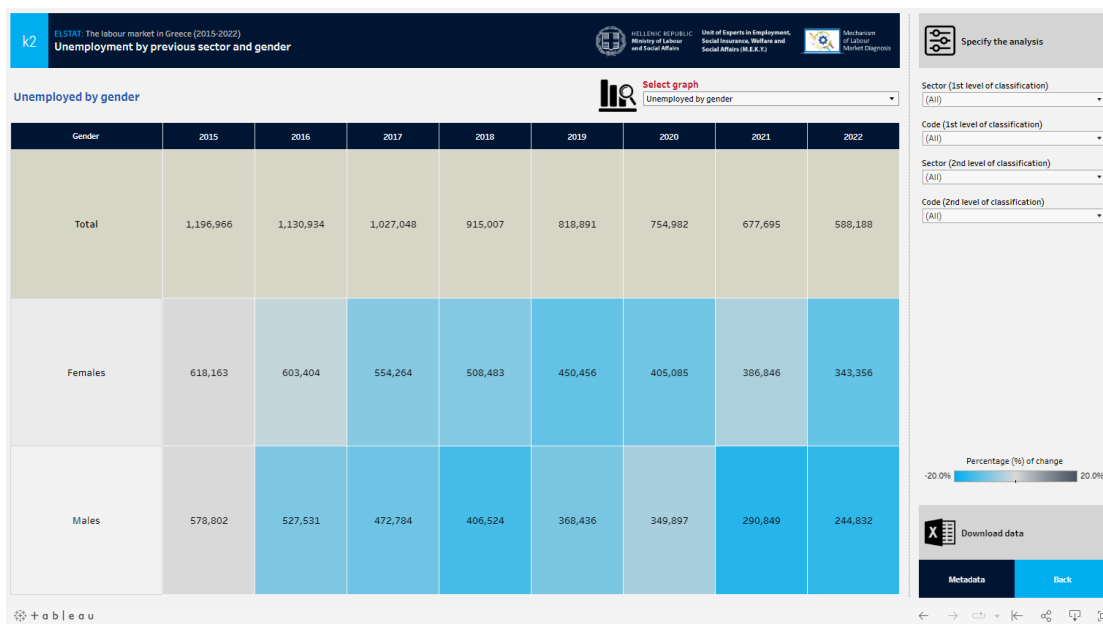 k2
ELSTAT: The labour market in Greece (2015-2022)
Unemployment by previous sector and gender
HELLENIC REPUBLIC
Ministry of Labour
and Social Affairs
Unit of Experts in Employment,
Social Insurance, Welfare and
Social Affairs (M.E.K.Y.)
Mechanism
of Labour
Market Diagnosis
Specify the analysis
Unemployed by gender
Select graph
Unemployed by gender
Sector (1st level of classification)
(All)
Code (1st level of classification)
(All)
Sector (2nd level of classification)
(All)
Code (2nd level of classification)
(All)
Gender 2015 2016 2017 2018 2019 2020 2021 2022
Total 1,196,966 1,130,934 1,027,048 915,007 818,891 754,982 677,695 588,188
Females 618,163 603,404 554,264 508,483 450,456 405,085 386,846 343,356
Males 578,802 527,531 472,784 406,524 368,436 349,897 290,849 244,832
Percentage (%) of change
-20.0% 20.0%
X
Download data
Metadata Back
+ableau